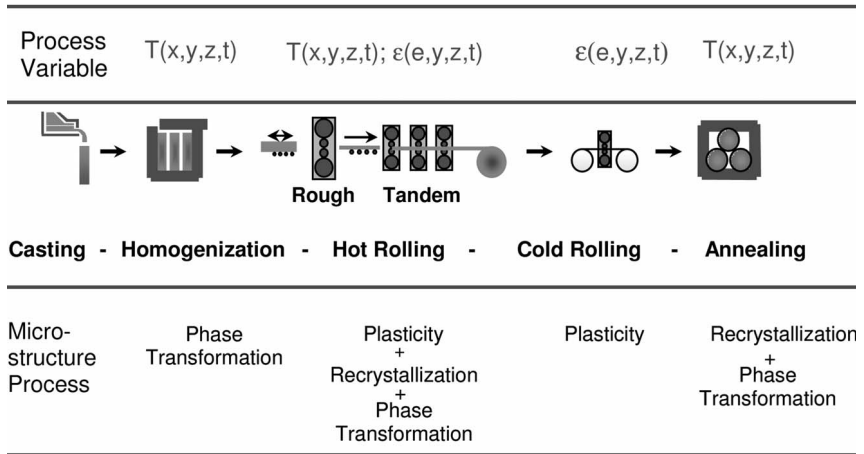 Process
Variable
T(x,y,z,t)
T(x,y,z,t); ε(e,y,z,t)
ε(e,y,z,t)
T(x,y,z,t)
Rough
Tandem
Casting - Homogenization - Hot Rolling - Cold Rolling - Annealing
Micro-
structure
Process
Phase
Transformation
Plasticity
+
Recrystallization
+
Phase
Transformation
Plasticity
Recrystallization
+
Phase
Transformation